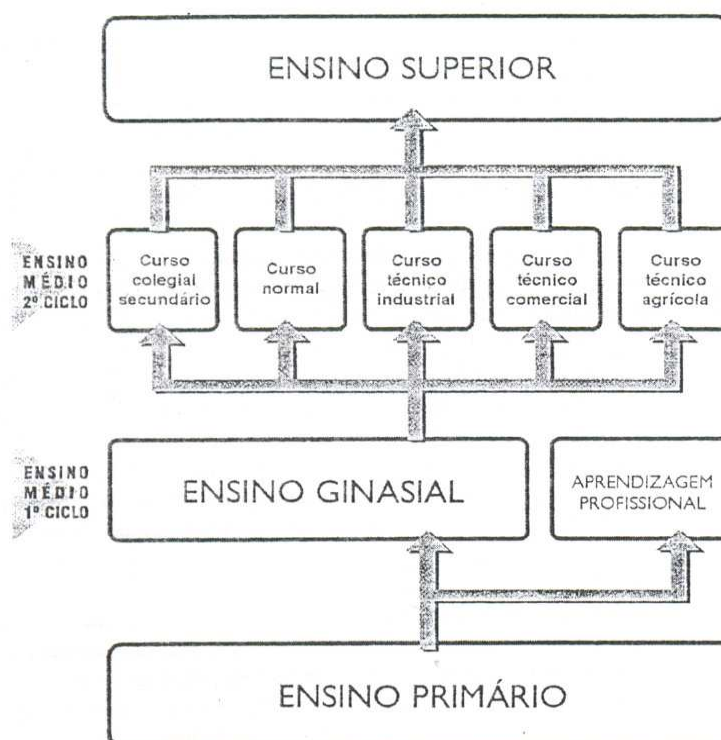 ENSINO SUPERIOR
ENSINO
MÉDIO
2º CICLO
Curso
colegial
secundário
Curso
normal
Curso
técnico
industrial
Curso
técnico
comercial
Curso
técnico
agrícola
ENSINO
MÉDIO
1º CICLO
ENSINO GINASIAL
APRENDIZAGEM
PROFISSIONAL
ENSINO PRIMÁRIO